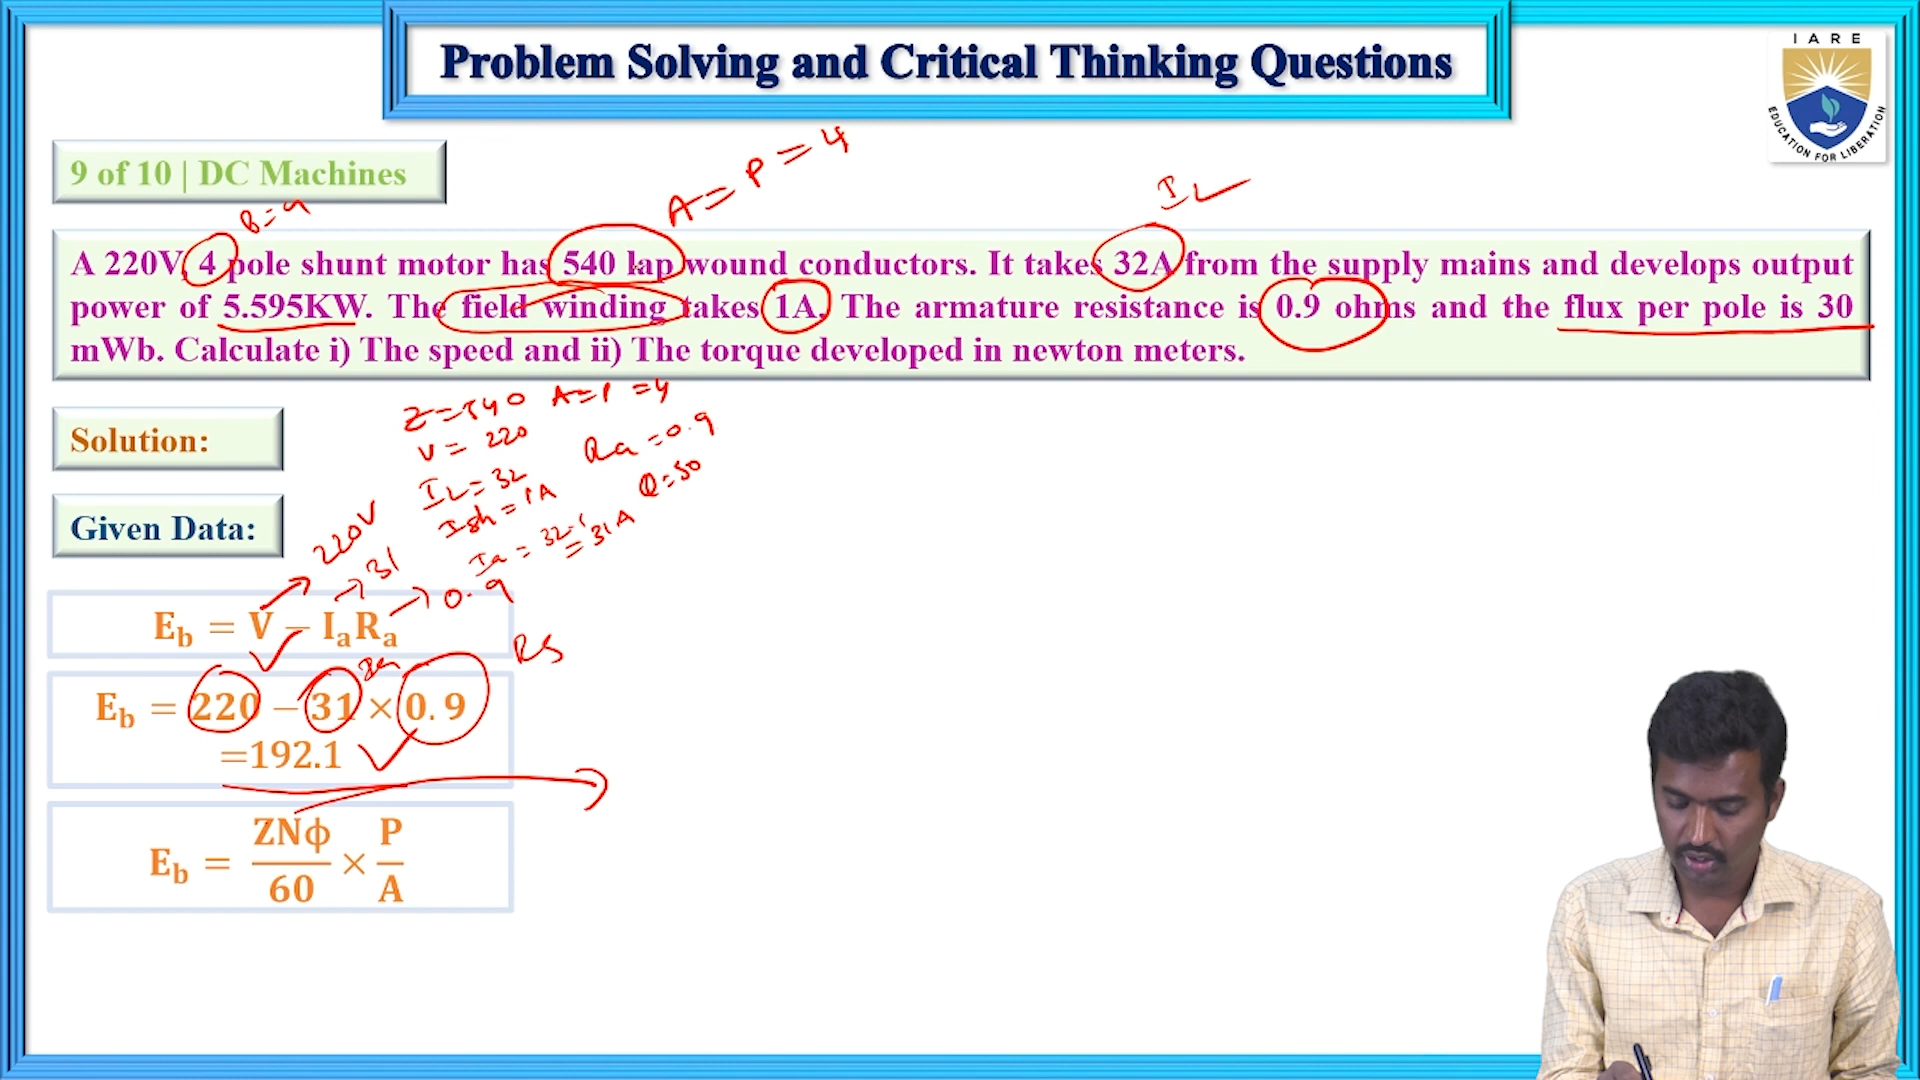 Problem Solving and Critical Thinking Questions
I A R E
EDUCATION FOR LIBERATION
9 of 10 | DC Machines
A = P = 4
IL
A 220V, 4 pole shunt motor has 540 lap wound conductors. It takes 32A from the supply mains and develops output
power of 5.595KW. The field winding takes 1A. The armature resistance is 0.9 ohms and the flux per pole is 30
mWb. Calculate i) The speed and ii) The torque developed in newton meters.
Z=540 A=P=4
V= 220
Ra=0.9
IL=32
Ish=1A
Ia = 32-1
= 31A
Solution:
Given Data:
220V
31
0.9
Eb = V − IaRa
Eb = 220 − 31 × 0.9
=192.1
Eb = ZNϕ/60 × P/A